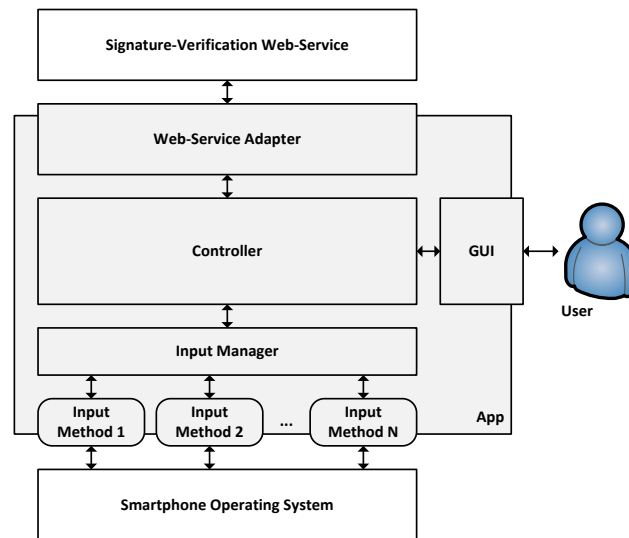 Signature-Verification Web-Service
Web-Service Adapter
Controller
GUI
User
Input Manager
Input
Method 1
Input
Method 2
...
Input
Method N
App
Smartphone Operating System